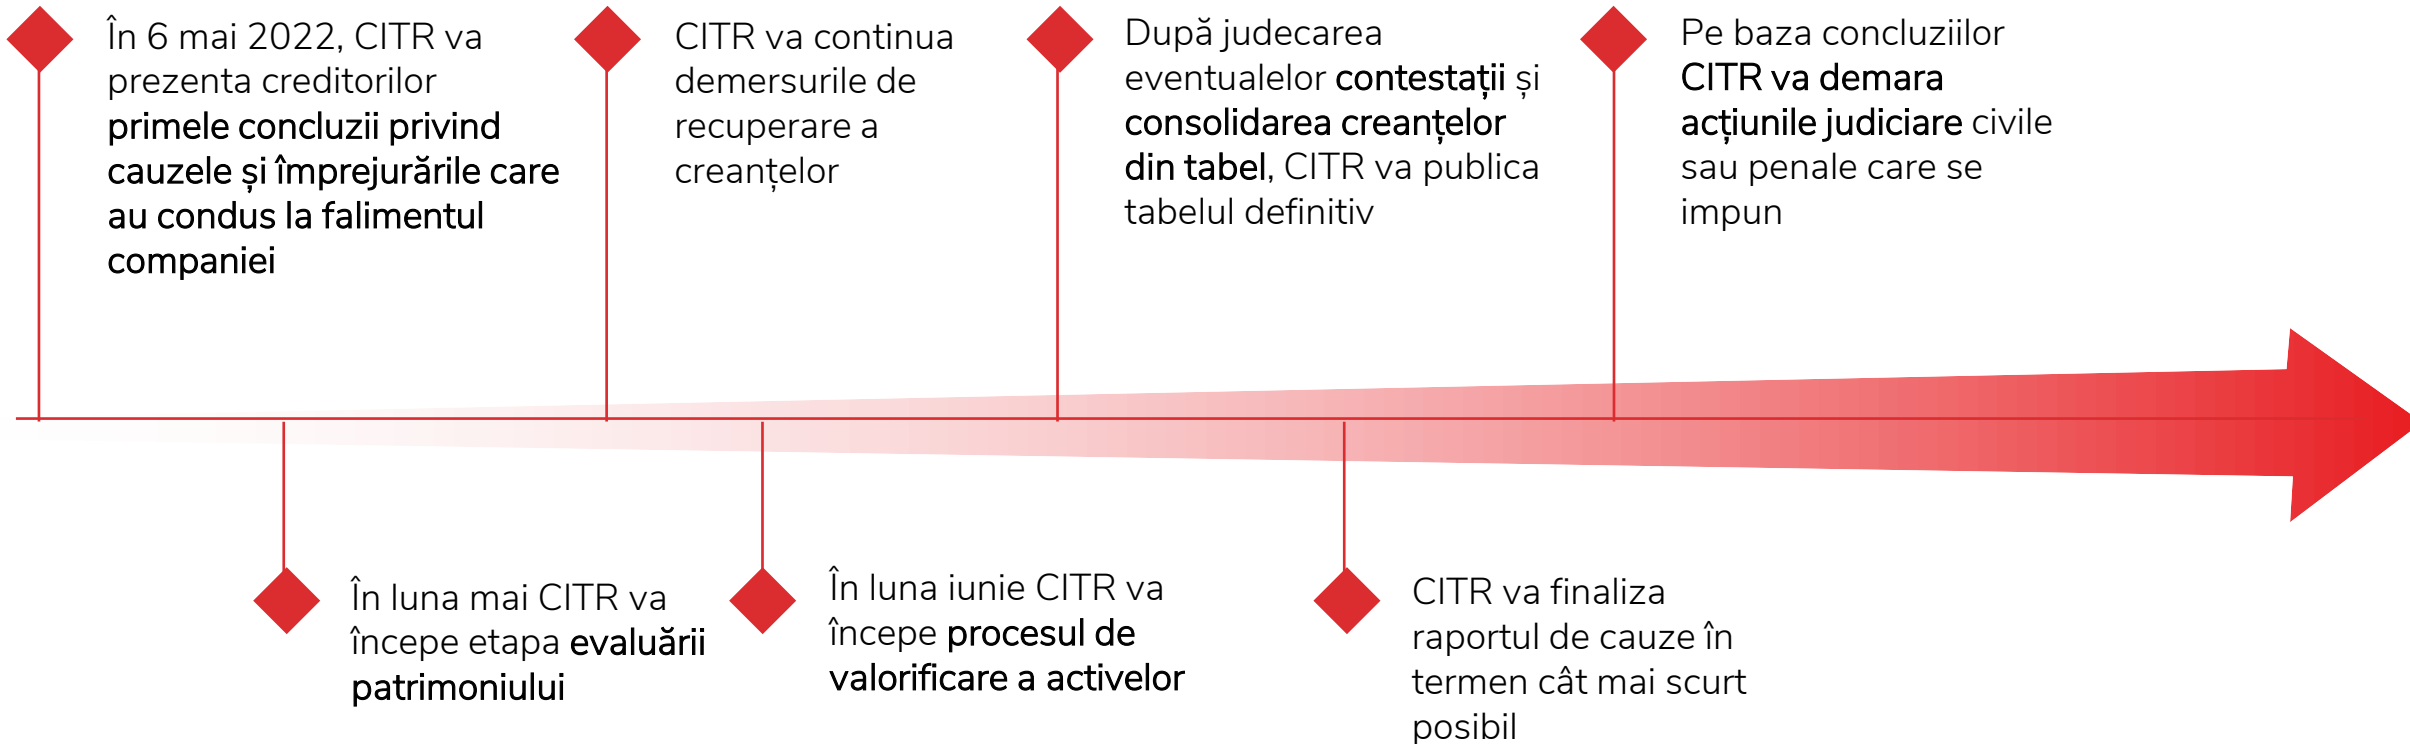 În 6 mai 2022, CITR va
prezenta creditorilor
primele concluzii privind
cauzele și împrejurările care
au condus la falimentul
companiei
CITR va continua
demersurile de
recuperare a
creanțelor
După judecarea
eventualelor contestații și
consolidarea creanțelor
din tabel, CITR va publica
tabelul definitiv
Pe baza concluziilor
CITR va demara
acțiunile judiciare civile
sau penale care se
impun
În luna mai CITR va
începe etapa evaluării
patrimoniului
În luna iunie CITR va
începe procesul de
valorificare a activelor
CITR va finaliza
raportul de cauze în
termen cât mai scurt
posibil